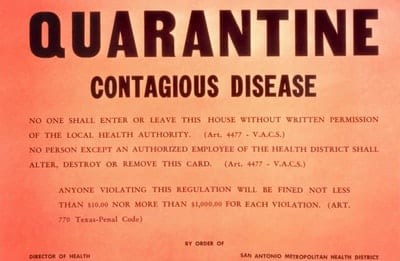 QUARANTINE
CONTAGIOUS DISEASE
NO ONE SHALL ENTER OR LEAVE THIS HOUSE WITHOUT WRITTEN PERMISSION
OF THE LOCAL HEALTH AUTHORITY. (Art. 4477 - V.A.C.S.)
NO PERSON EXCEPT AN AUTHORIZED EMPLOYEE OF THE HEALTH DISTRICT SHALL
ALTER, DESTROY OR REMOVE THIS CARD. (Art. 4477 - V.A.C.S.)
ANYONE VIOLATING THIS REGULATION WILL BE FINED NOT LESS
THAN $10.00 NOR MORE THAN $1,000.00 FOR EACH VIOLATION. (ART.
770 Texas-Penal Code)
BY ORDER OF
DIRECTOR OF HEALTH SAN ANTONIO METROPOLITAN HEALTH DISTRICT